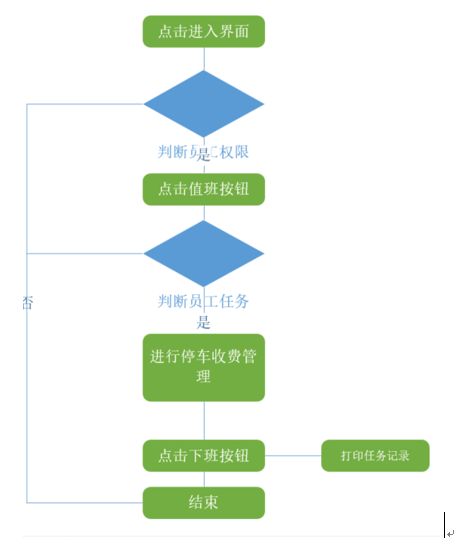 点击进入界面
判断员工权限
是
点击值班按钮
判断员工任务
是
否
进行停车收费管
理
点击下班按钮
打印任务记录
结束